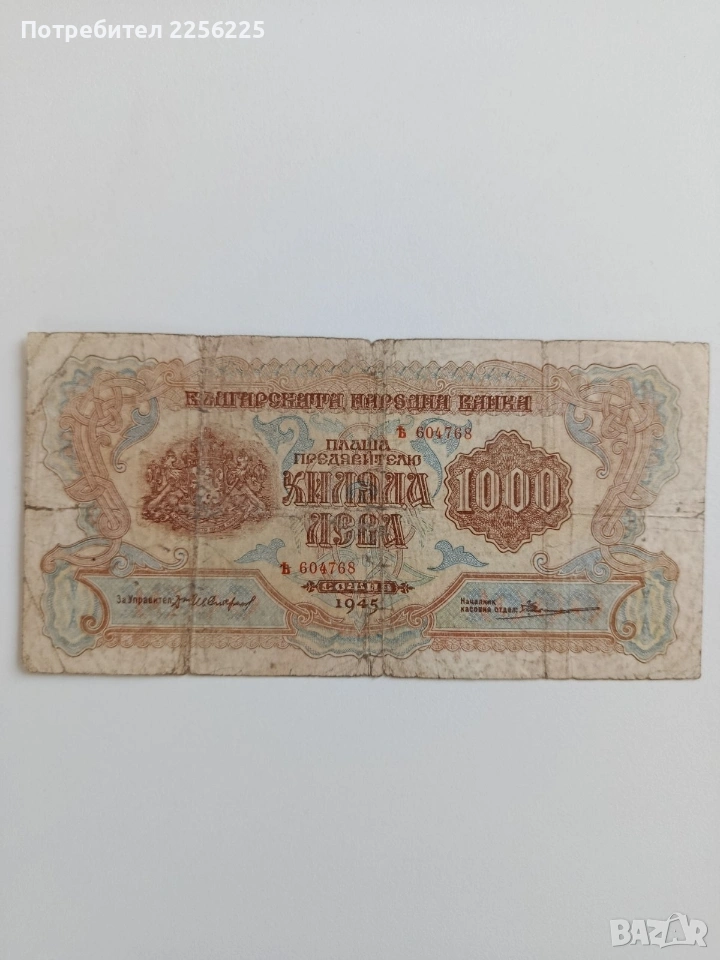 Потребител 2256225
БЪЛГАРСКАТА НАРОДНА БАНКА
Ѣ 604768
ПЛАЩА
ПРЕДЯВИТЕЛЮ
ХИЛЯДА
ЛЕВА
1000
Ѣ 604768
СОФИЯ
1945
За Управител:
Началник
касовия отдел:
BAZAR